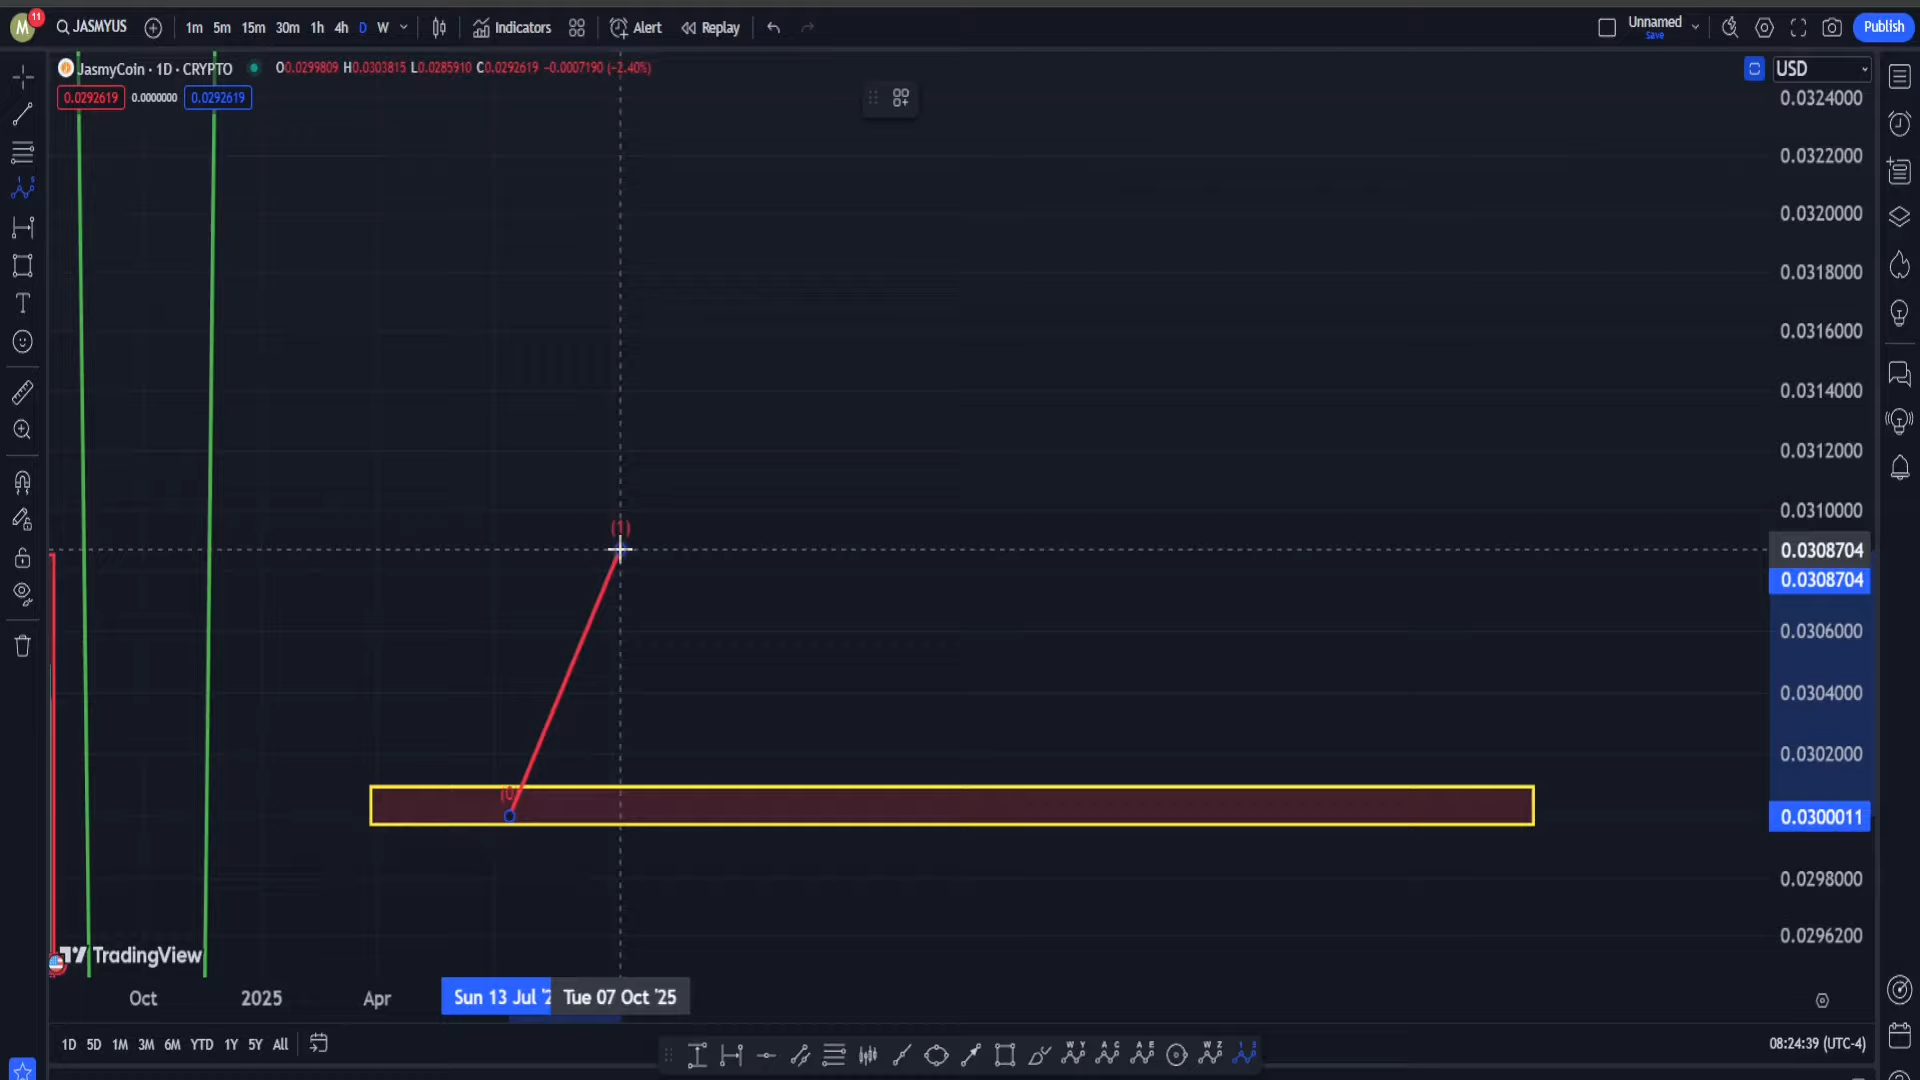 M 11 JASMYUS 1m 5m 15m 30m 1h 4h D W Indicators Alert Replay Unnamed Publish
Save
JasmyCoin · 1D · CRYPTO O0.0299809 H0.0303815 L0.0285910 C0.0292619 −0.0007190 (−2.40%) USD
0.0292619 0.0000000 0.0292619
0.0324000
0.0322000
0.0320000
0.0318000
0.0316000
0.0314000
0.0312000
0.0310000
(1)
0.0308704
0.0308704
0.0306000
0.0304000
0.0302000
(0)
0.0300011
0.0298000
0.0296200
TradingView
Oct 2025 Apr Sun 13 Jul '2 Tue 07 Oct '25
1D 5D 1M 3M 6M YTD 1Y 5Y All 08:24:39 (UTC-4)